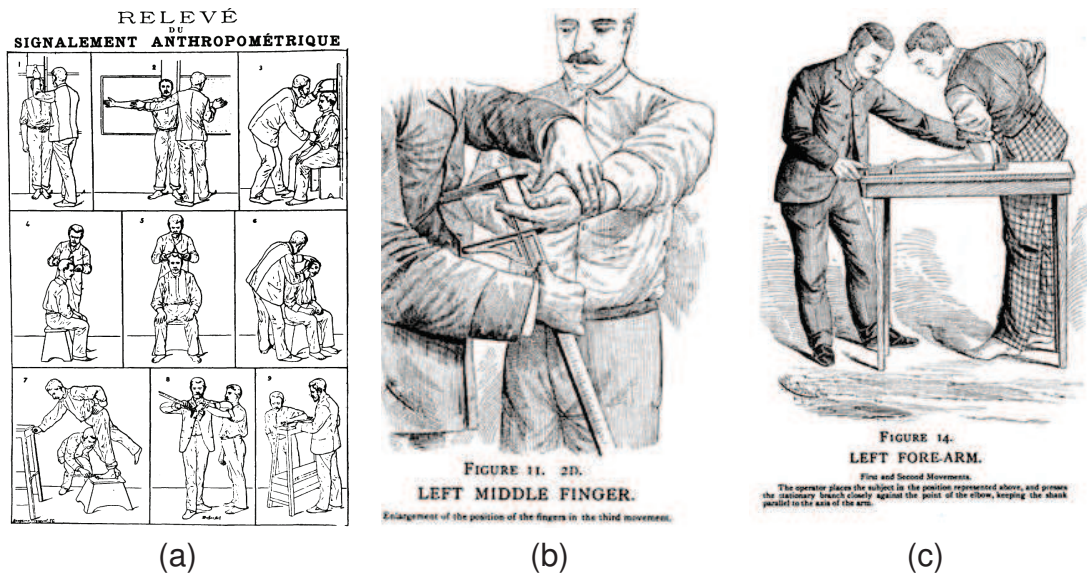 RELEVÉ
DU
SIGNALEMENT ANTHROPOMÉTRIQUE
1
2
3
4
5
6
7
8
9
FIGURE 11. 2D.
LEFT MIDDLE FINGER.
Enlargement of the position of the fingers in the third movement.
FIGURE 14.
LEFT FORE-ARM.
First and Second Movements.
The operator places the subject in the position represented above, and presses
the stationary branch closely against the point of the elbow, keeping the shank
parallel to the axis of the arm.
(a)
(b)
(c)